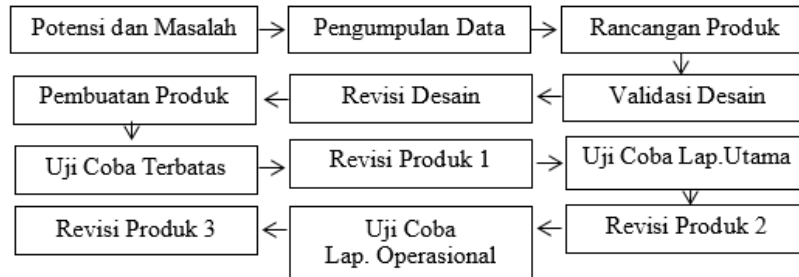 Potensi dan Masalah
Pengumpulan Data
Rancangan Produk
Validasi Desain
Revisi Desain
Pembuatan Produk
Uji Coba Terbatas
Revisi Produk 1
Uji Coba Lap.Utama
Revisi Produk 2
Uji Coba
Lap. Operasional
Revisi Produk 3